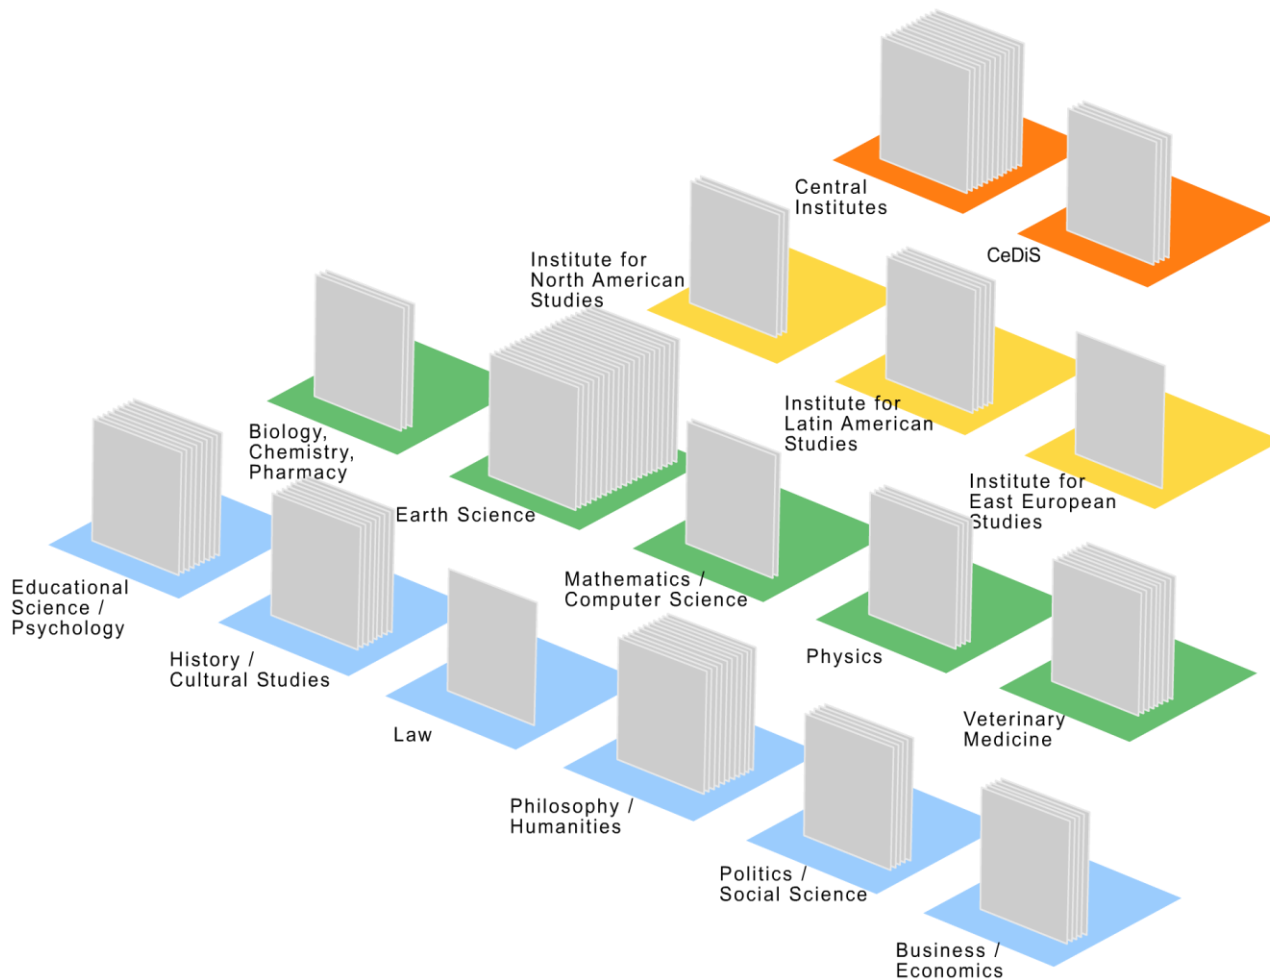 Central
Institutes
CeDiS
Institute for
North American
Studies
Institute for
Latin American
Studies
Institute for
East European
Studies
Biology,
Chemistry,
Pharmacy
Earth Science
Mathematics /
Computer Science
Physics
Veterinary
Medicine
Educational
Science /
Psychology
History /
Cultural Studies
Law
Philosophy /
Humanities
Politics /
Social Science
Business /
Economics